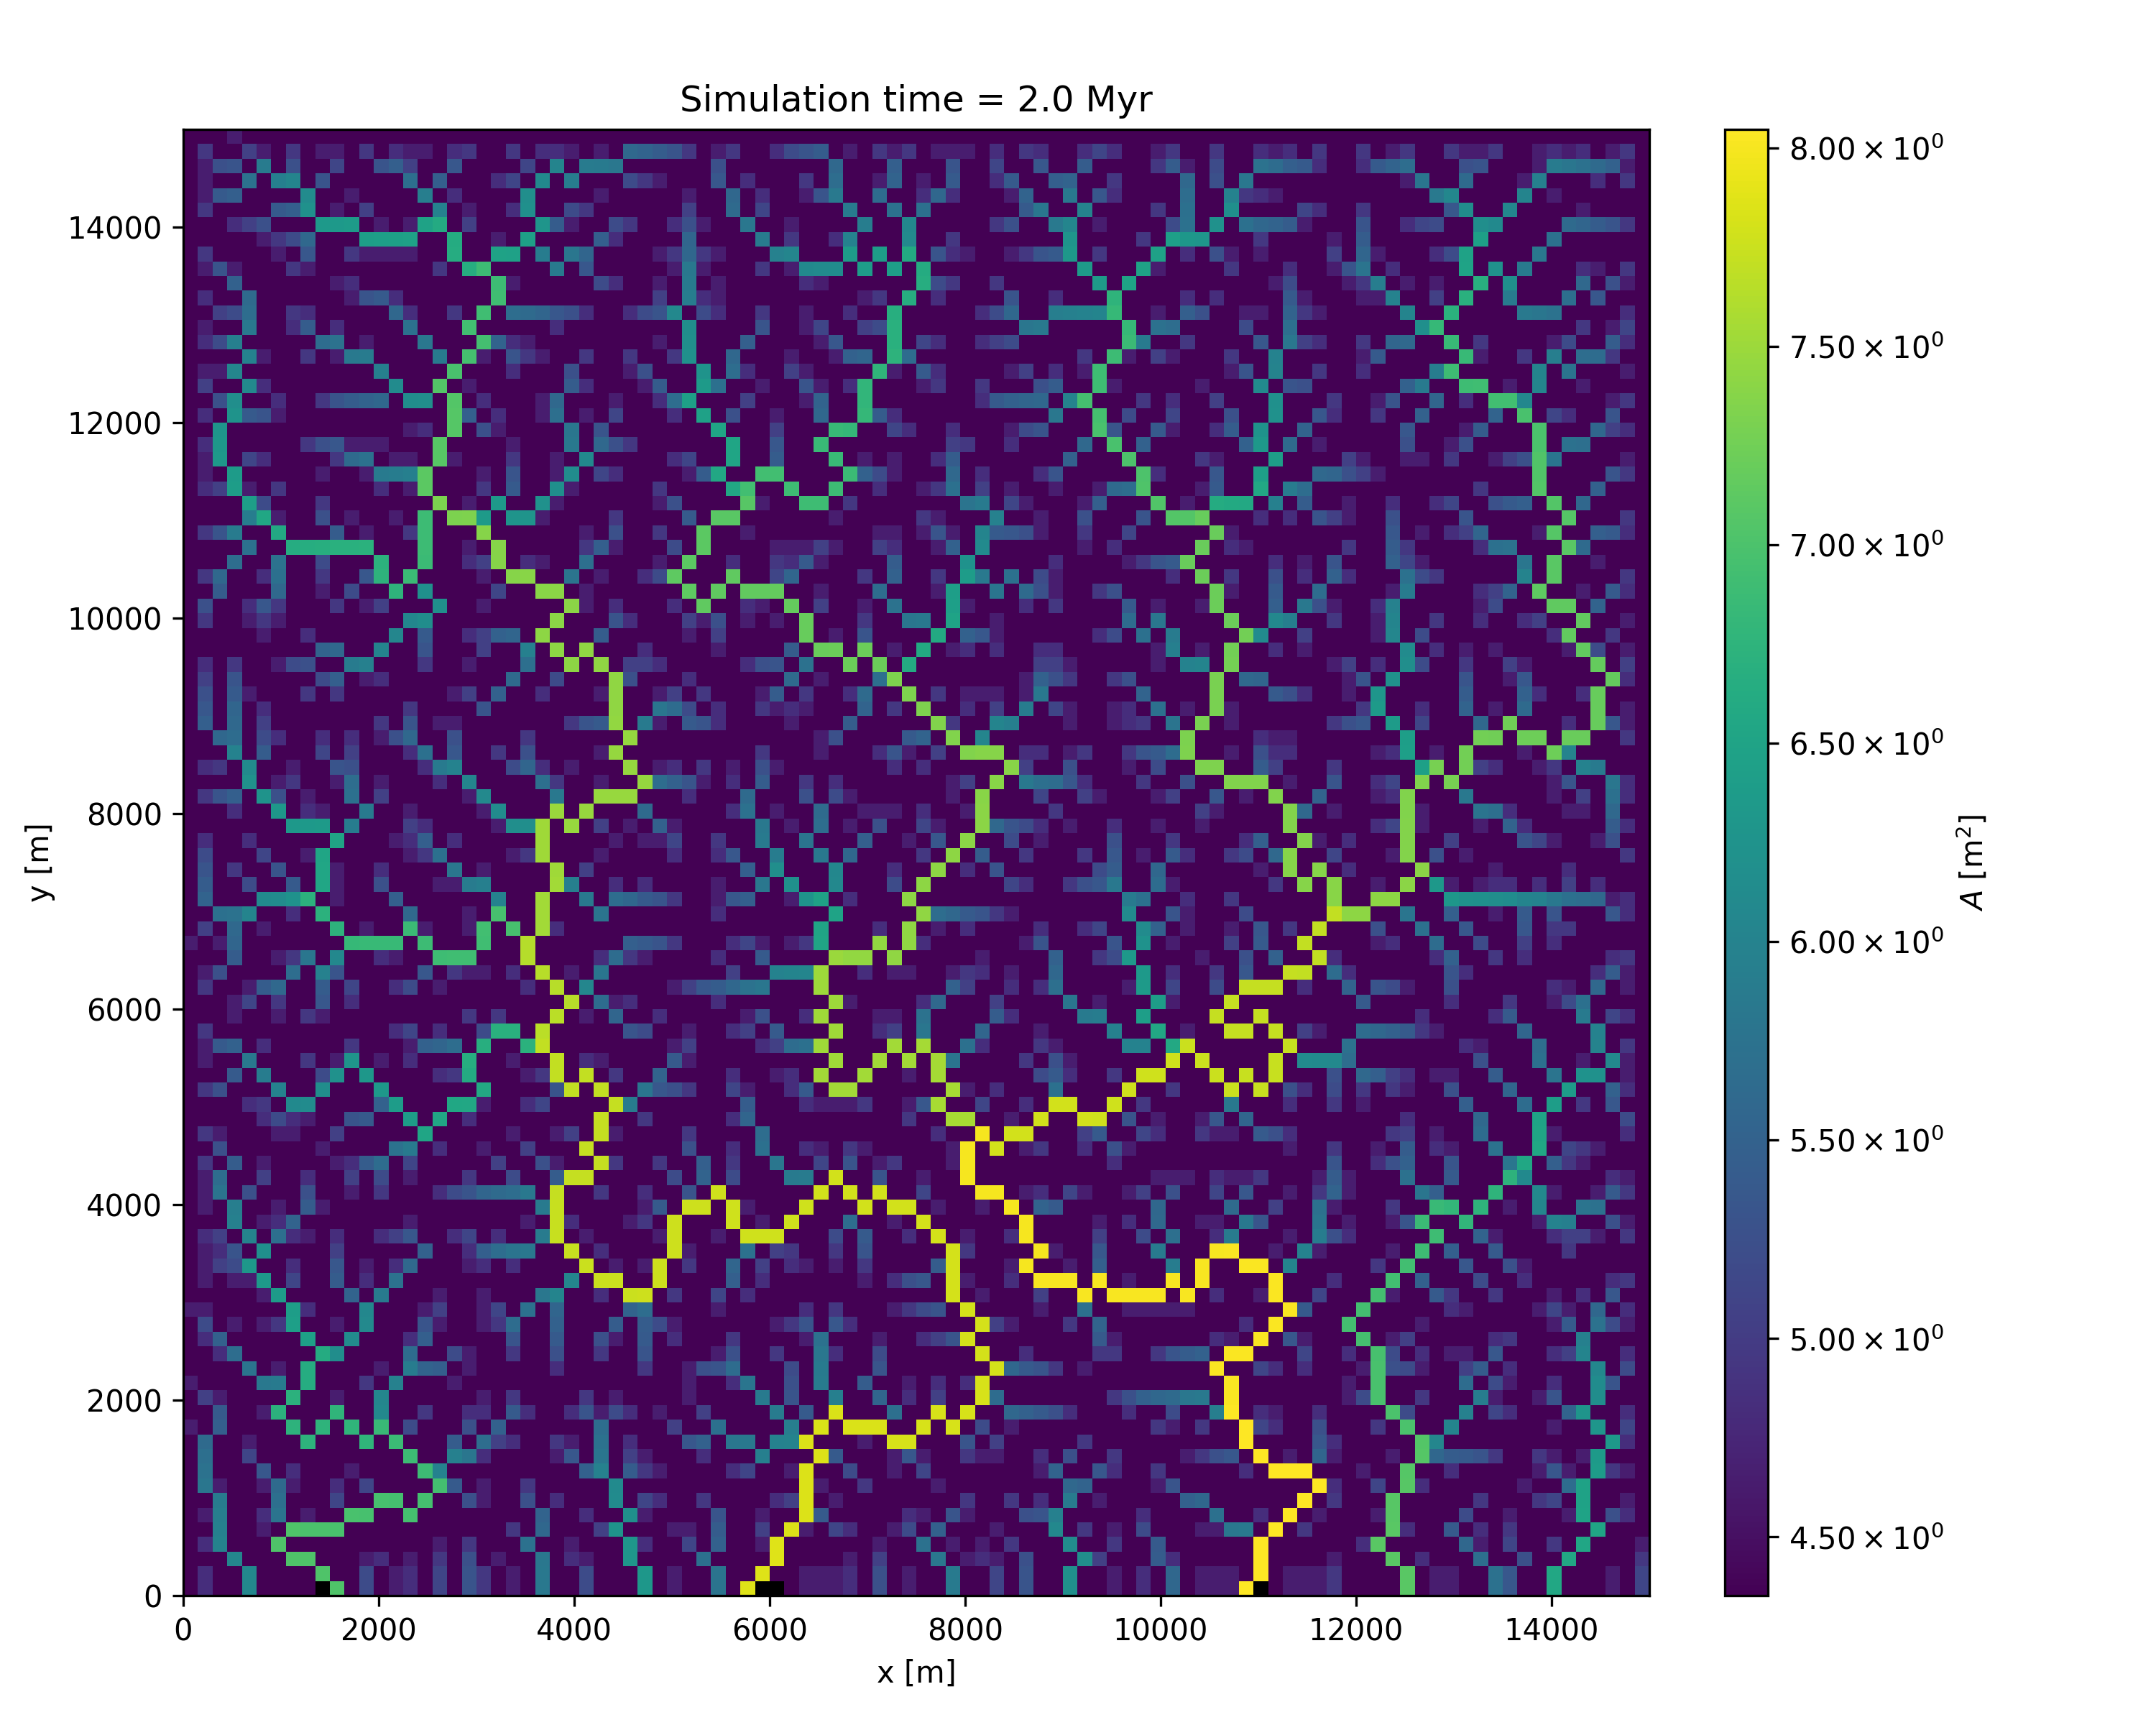 Simulation time = 2.0 Myr
y [m]
14000
12000
10000
8000
6000
4000
2000
0
0 2000 4000 6000 8000 10000 12000 14000
x [m]
8.00 × 10⁰
7.50 × 10⁰
7.00 × 10⁰
6.50 × 10⁰
6.00 × 10⁰
5.50 × 10⁰
5.00 × 10⁰
4.50 × 10⁰
A [m²]